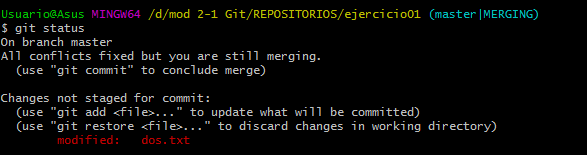 Usuario@Asus MINGW64 /d/mod 2-1 Git/REPOSITORIOS/ejercicio01 (master|MERGING)
$ git status
On branch master
All conflicts fixed but you are still merging.
  (use "git commit" to conclude merge)

Changes not staged for commit:
  (use "git add <file>..." to update what will be committed)
  (use "git restore <file>..." to discard changes in working directory)
        modified:   dos.txt